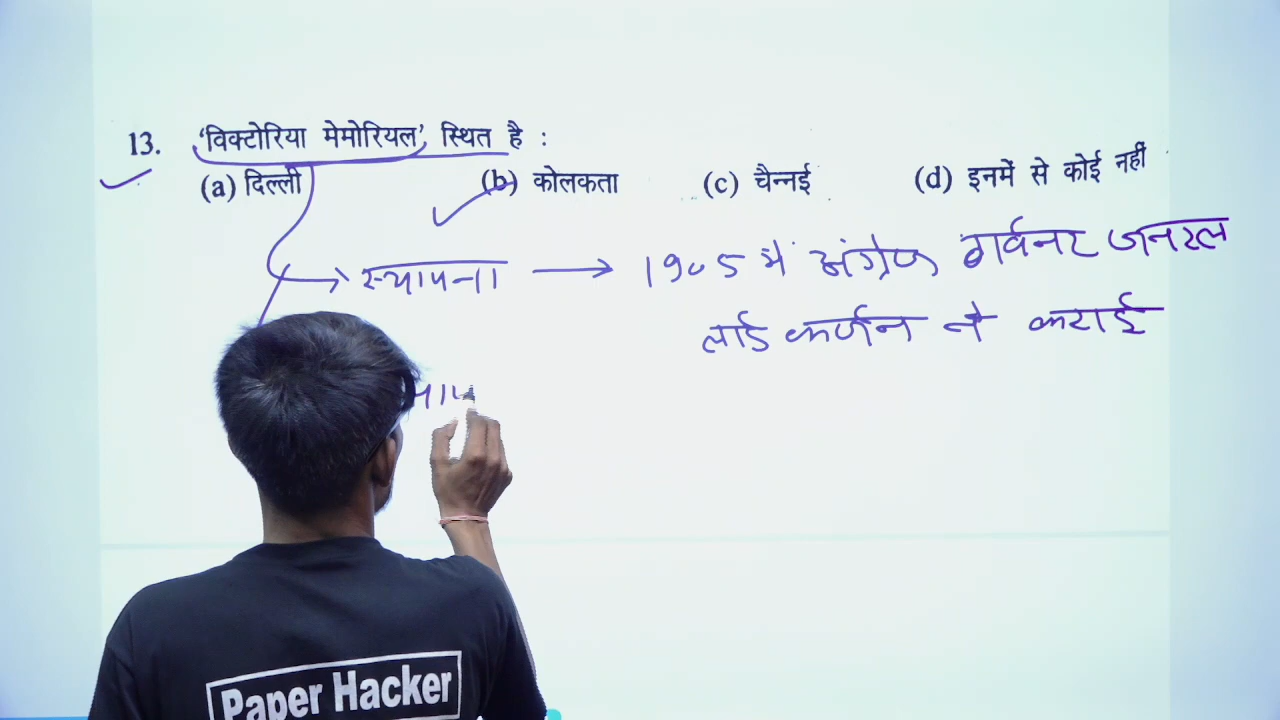 13. ‘विक्टोरिया मेमोरियल’ स्थित है :
(a) दिल्ली (b) कोलकता (c) चैन्नई (d) इनमें से कोई नहीं
स्थापना → 1905 में अंग्रेज गर्वनर जनरल
लार्ड कर्जन ने कराई
Paper Hacker